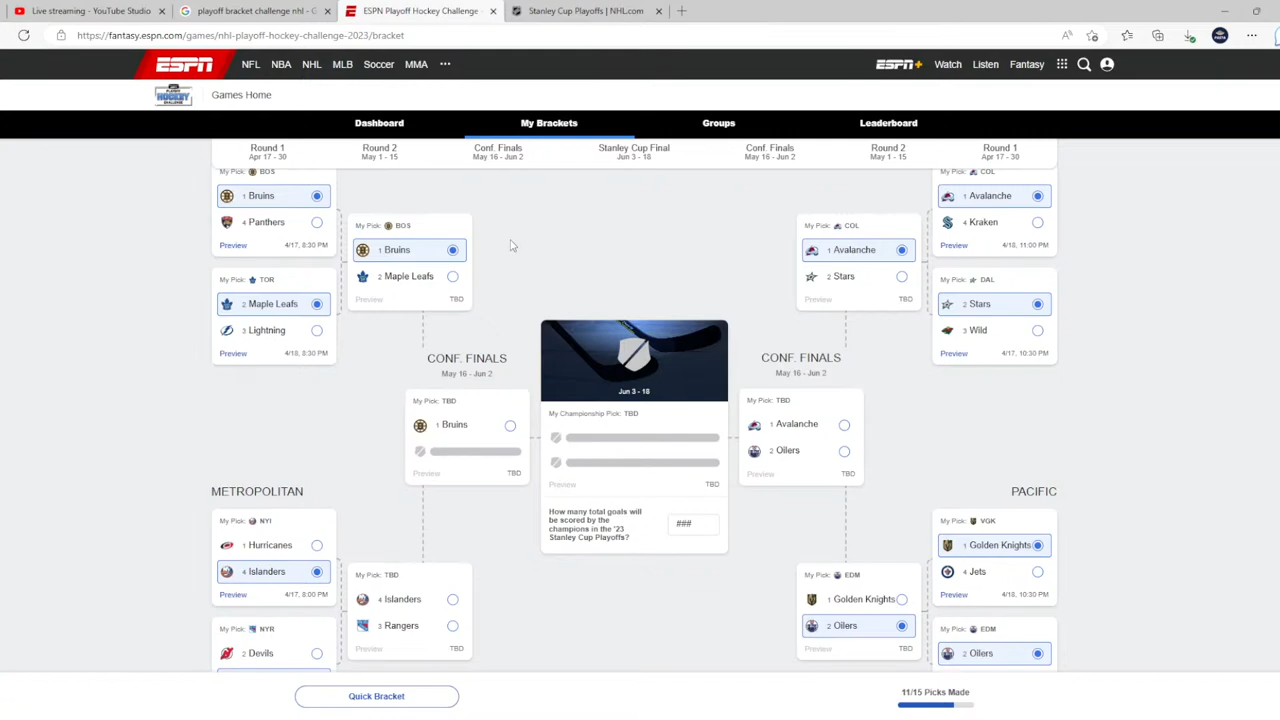 Live streaming - YouTube Studio
playoff bracket challenge nhl - G
ESPN Playoff Hockey Challenge -
Stanley Cup Playoffs | NHL.com
https://fantasy.espn.com/games/nhl-playoff-hockey-challenge-2023/bracket
ESPN NFL NBA NHL MLB Soccer MMA ESPN+ Watch Listen Fantasy
Games Home
Dashboard My Brackets Groups Leaderboard
Round 1 Round 2 Conf. Finals Stanley Cup Final Conf. Finals Round 2 Round 1
Apr 17 - 30 May 1 - 15 May 16 - Jun 2 Jun 3 - 18 May 16 - Jun 2 May 1 - 15 Apr 17 - 30
My Pick: BOS
1 Bruins
4 Panthers
Preview 4/17, 8:30 PM
My Pick: TOR
2 Maple Leafs
3 Lightning
Preview 4/18, 8:30 PM
My Pick: BOS
1 Bruins
2 Maple Leafs
Preview TBD
CONF. FINALS
May 16 - Jun 2
My Pick: TBD
1 Bruins
Preview TBD
METROPOLITAN
My Pick: NYI
1 Hurricanes
4 Islanders
Preview 4/17, 8:00 PM
My Pick: NYR
2 Devils
My Pick: TBD
4 Islanders
3 Rangers
Preview TBD
Jun 3 - 18
My Championship Pick: TBD
Preview TBD
How many total goals will
be scored by the
champions in the '23
Stanley Cup Playoffs?
###
My Pick: COL
1 Avalanche
2 Stars
Preview TBD
CONF. FINALS
May 16 - Jun 2
My Pick: TBD
1 Avalanche
2 Oilers
Preview TBD
My Pick: EDM
1 Golden Knights
2 Oilers
Preview TBD
My Pick: COL
1 Avalanche
4 Kraken
Preview 4/18, 11:00 PM
My Pick: DAL
2 Stars
3 Wild
Preview 4/17, 10:30 PM
PACIFIC
My Pick: VGK
1 Golden Knights
4 Jets
Preview 4/18, 10:30 PM
My Pick: EDM
2 Oilers
Quick Bracket
11/15 Picks Made